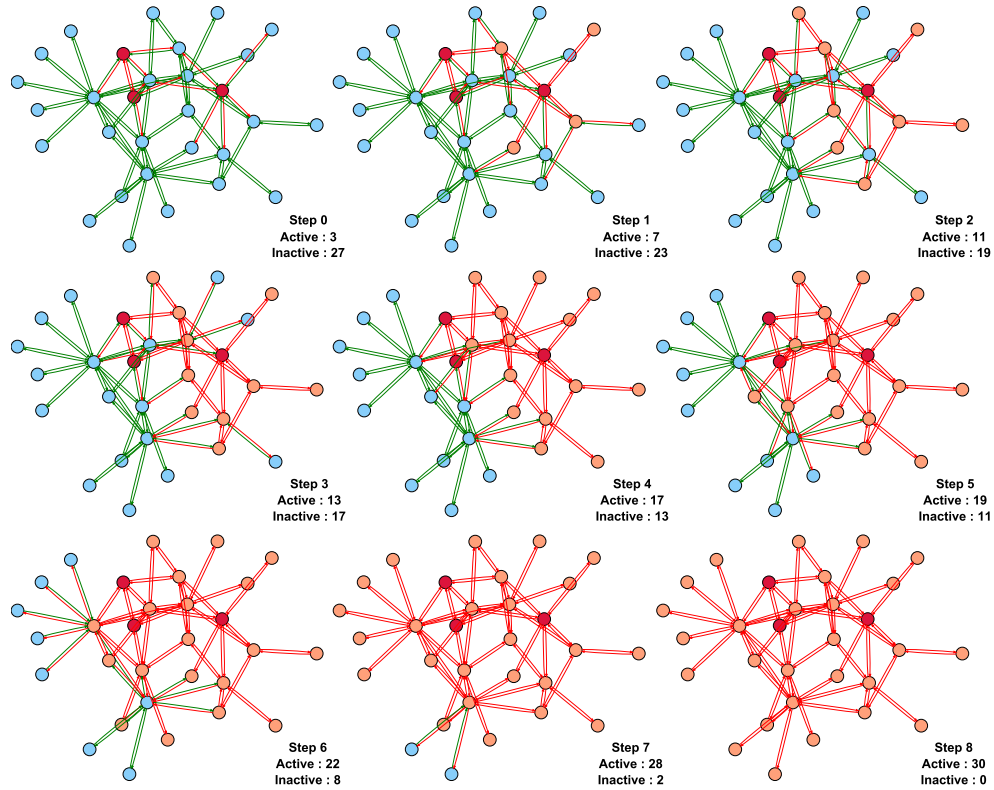 Step 0
Active : 3
Inactive : 27
Step 1
Active : 7
Inactive : 23
Step 2
Active : 11
Inactive : 19
Step 3
Active : 13
Inactive : 17
Step 4
Active : 17
Inactive : 13
Step 5
Active : 19
Inactive : 11
Step 6
Active : 22
Inactive : 8
Step 7
Active : 28
Inactive : 2
Step 8
Active : 30
Inactive : 0